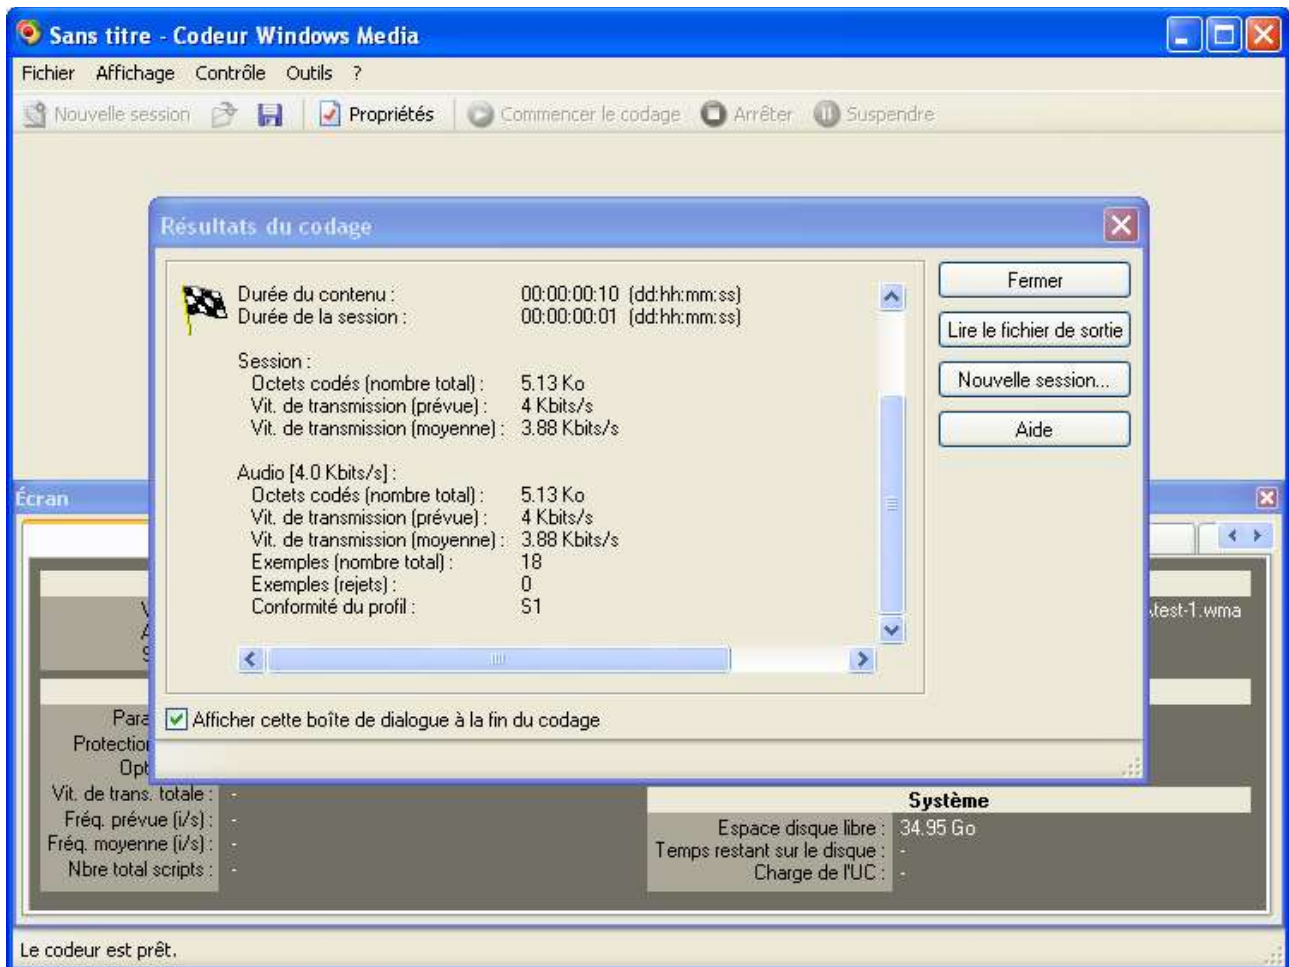 Sans titre - Codeur Windows Media
Fichier Affichage Contrôle Outils ?
Nouvelle session Propriétés Commencer le codage Arrêter Suspendre
Résultats du codage
Durée du contenu : 00:00:00:10 (dd:hh:mm:ss)
Durée de la session : 00:00:00:01 (dd:hh:mm:ss)
Session :
Octets codés (nombre total) : 5.13 Ko
Vit. de transmission (prévue) : 4 Kbits/s
Vit. de transmission (moyenne) : 3.88 Kbits/s
Audio [4.0 Kbits/s] :
Octets codés (nombre total) : 5.13 Ko
Vit. de transmission (prévue) : 4 Kbits/s
Vit. de transmission (moyenne) : 3.88 Kbits/s
Exemples (nombre total) : 18
Exemples (rejets) : 0
Conformité du profil : S1
Fermer
Lire le fichier de sortie
Nouvelle session...
Aide
Afficher cette boîte de dialogue à la fin du codage
Écran
\test-1.wma
Para
Protection
Opt
Vit. de trans. totale : -
Fréq. prévue (i/s) : -
Fréq. moyenne (i/s) : -
Nbre total scripts : -
Système
Espace disque libre : 34.95 Go
Temps restant sur le disque : -
Charge de l'UC : -
Le codeur est prêt.